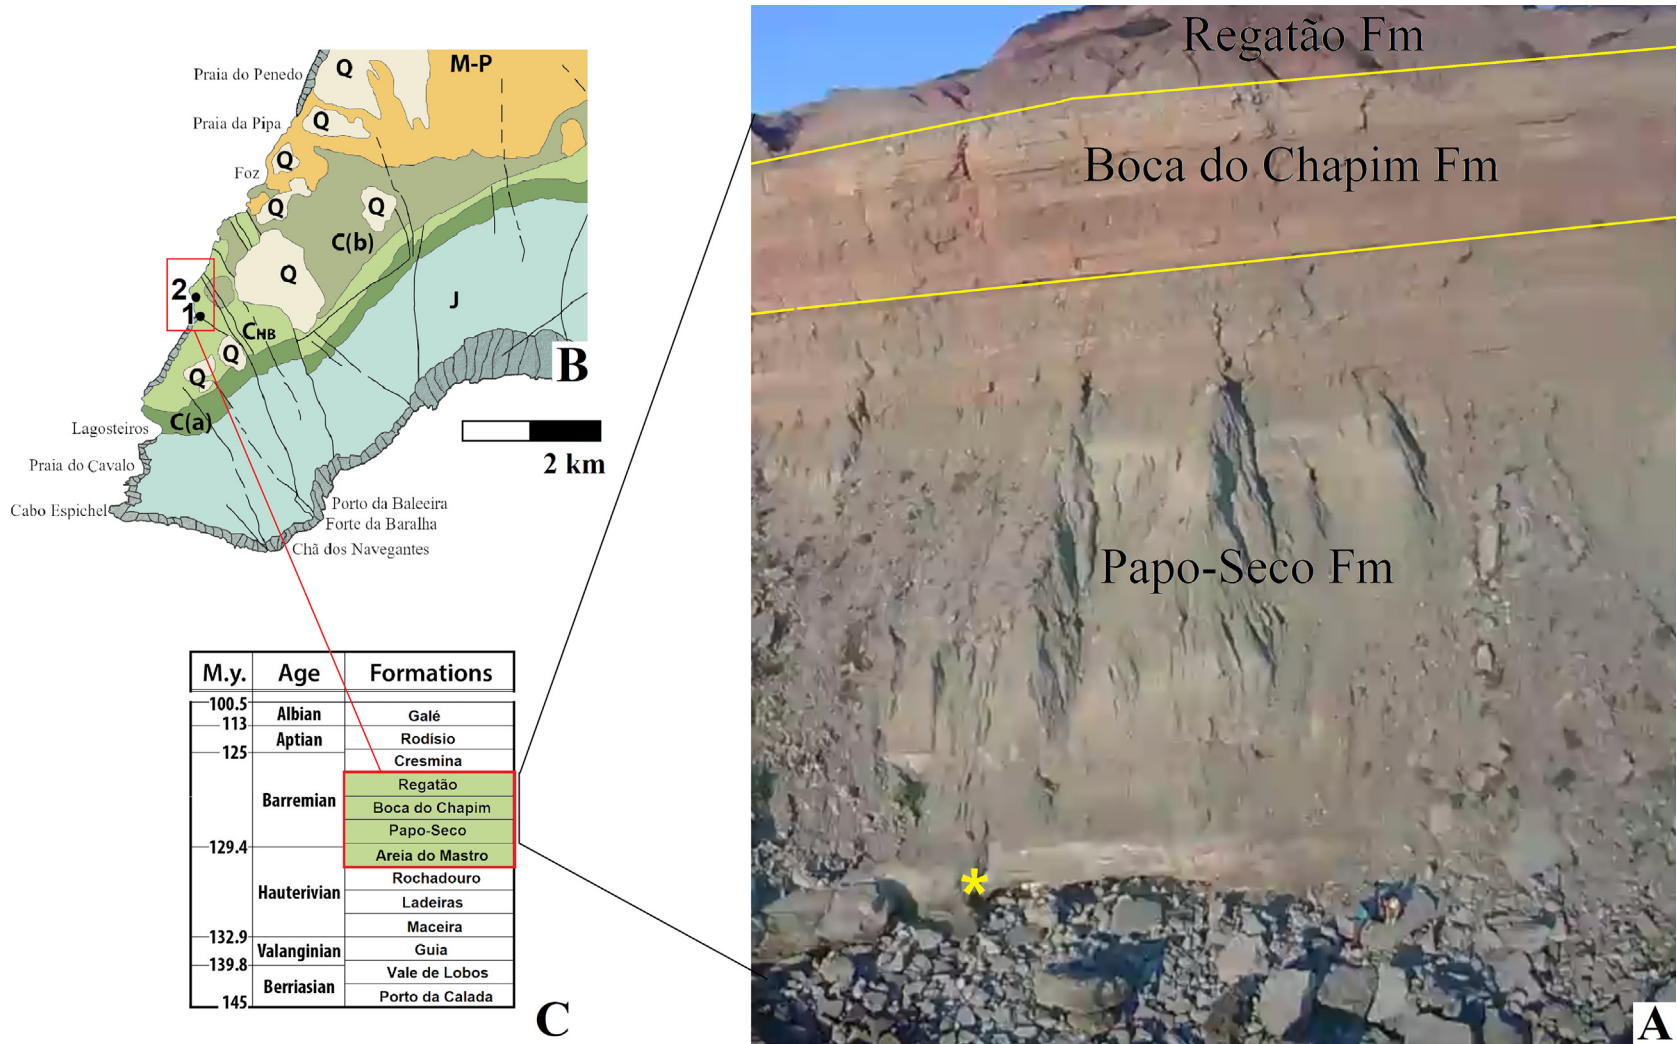 Praia do Penedo
Q
M-P
Praia da Pipa
Q
Q
Foz
Q
Q
C(b)
Q
J
2
1
CHB
Q
Q
B
C(a)
Lagosteiros
2 km
Praia do Cavalo
Cabo Espichel
Porto da Baleeira
Forte da Baralha
Chã dos Navegantes
M.y. Age Formations
100.5
Albian Galé
113
Aptian Rodísio
125
Cresmina
Regatão
Barremian
Boca do Chapim
Papo-Seco
129.4
Areia do Mastro
Rochadouro
Hauterivian
Ladeiras
Maceira
132.9
Valanginian Guia
139.8
Vale de Lobos
Berriasian
Porto da Calada
145
C
Regatão Fm
Boca do Chapim Fm
Papo-Seco Fm
*
A